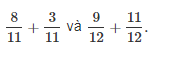 8/11 + 3/11 và 9/12 + 11/12.